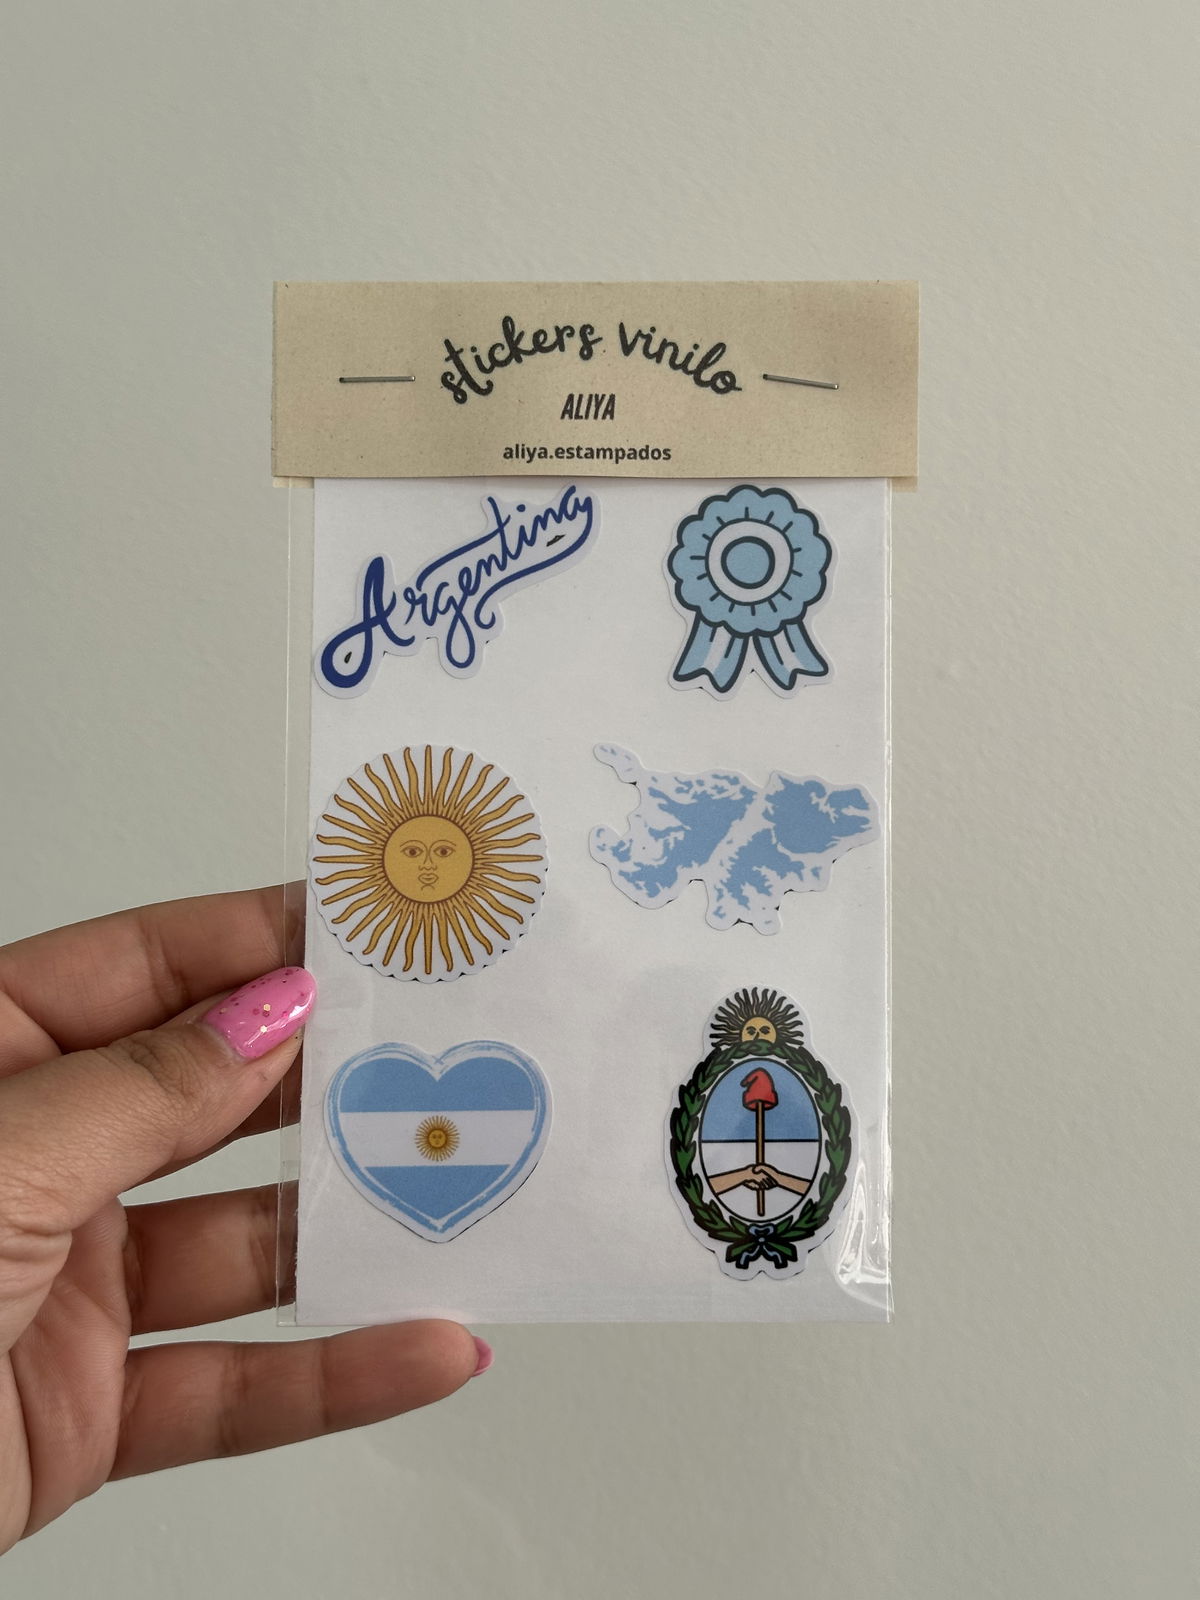 stickers vinilo
ALIYA
aliya.estampados
Argentina